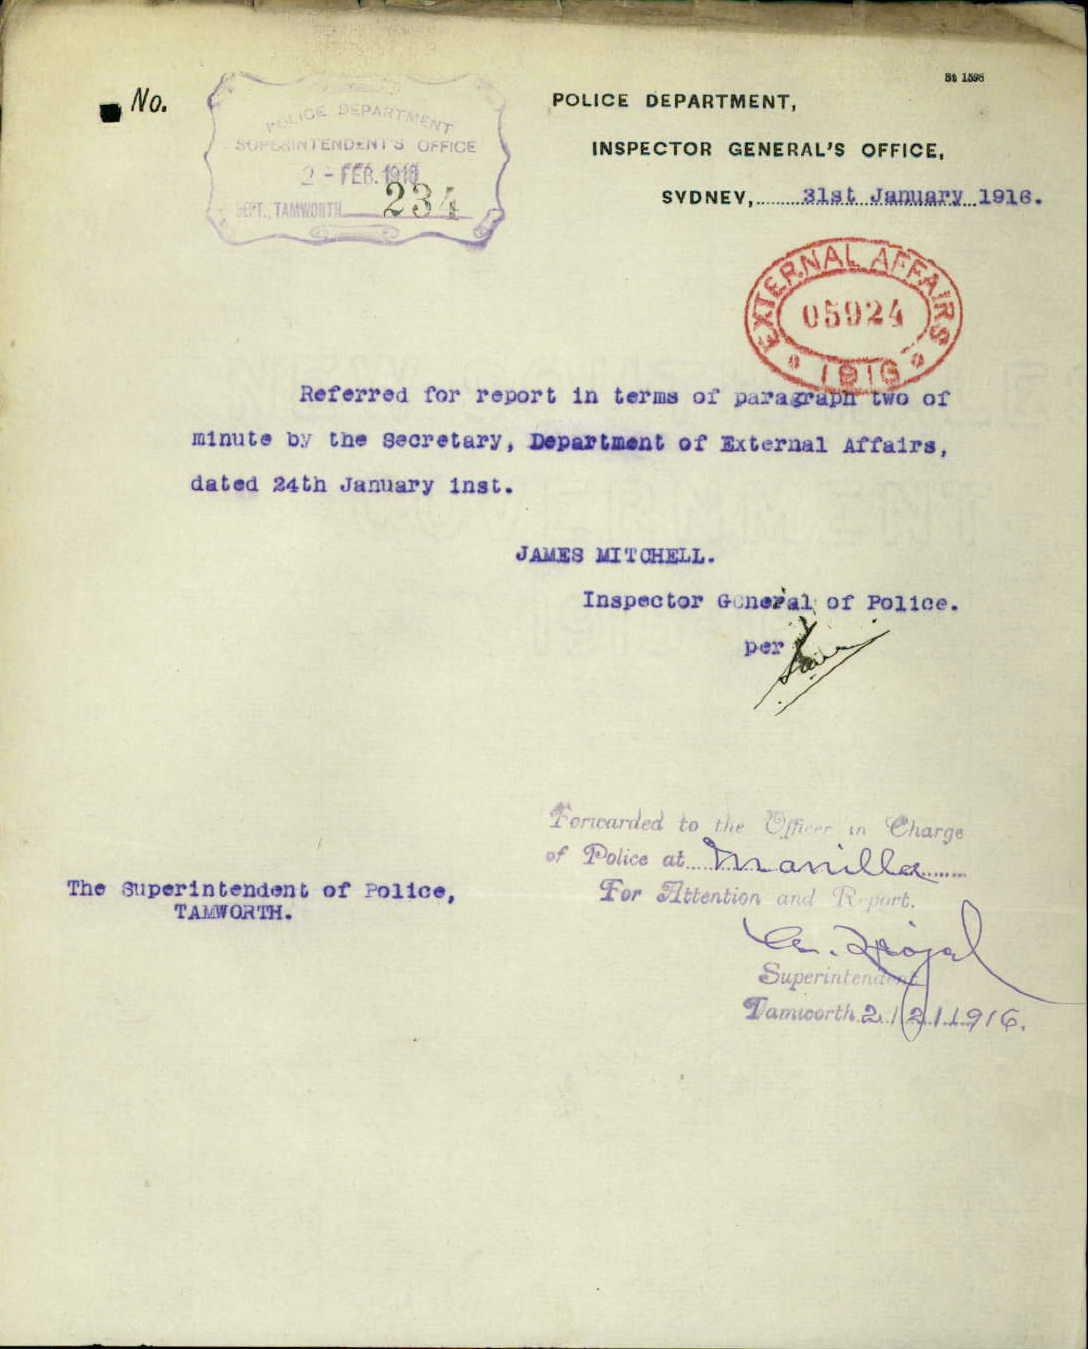 St 1598
No.
POLICE DEPARTMENT
SUPERINTENDENT'S OFFICE
2 - FEB. 1916
234
DEPT., TAMWORTH
POLICE DEPARTMENT,
INSPECTOR GENERAL'S OFFICE,
SYDNEY, 31st January 1916.
EXTERNAL AFFAIRS
05924
1916
Referred for report in terms of paragraph two of
minute by the Secretary, Department of External Affairs,
dated 24th January inst.
JAMES MITCHELL.
Inspector General of Police.
per
Forwarded to the Officer in Charge
of Police at Manilla
For Attention and Report.
Superintendent
Tamworth 2/2/1916.
The Superintendent of Police,
TAMWORTH.